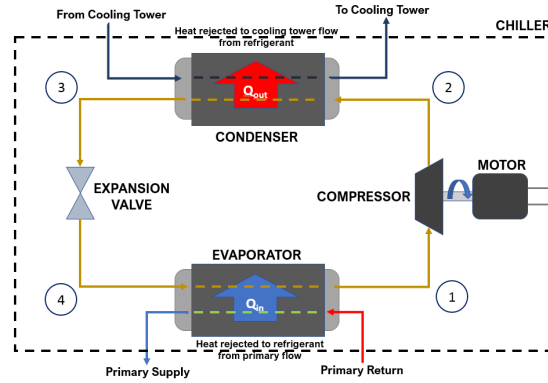 From Cooling Tower
To Cooling Tower
Heat rejected to cooling tower flow
from refrigerant
CHILLER
3
Qout
2
CONDENSER
MOTOR
EXPANSION
VALVE
COMPRESSOR
EVAPORATOR
4
Qin
1
Heat rejected to refrigerant
from primary flow
Primary Supply
Primary Return